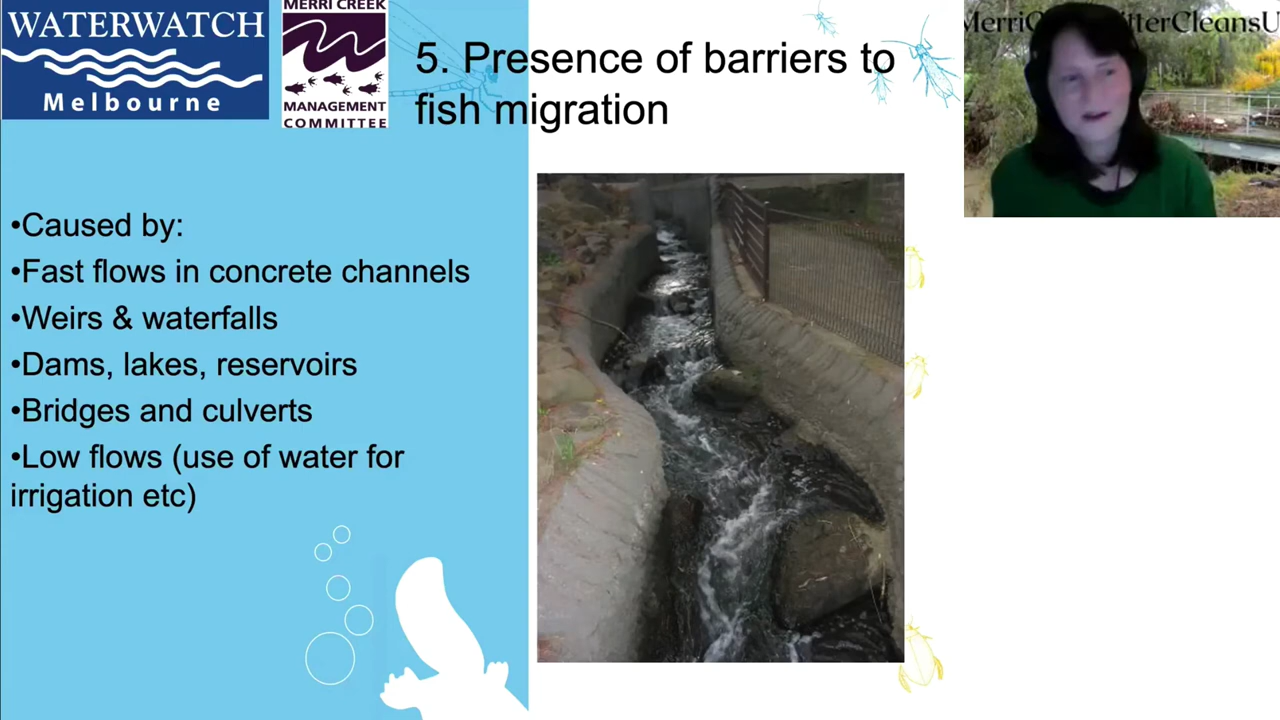 WATERWATCH
Melbourne
MERRI CREEK
MANAGEMENT
COMMITTEE
5. Presence of barriers to
fish migration
•Caused by:
•Fast flows in concrete channels
•Weirs & waterfalls
•Dams, lakes, reservoirs
•Bridges and culverts
•Low flows (use of water for
irrigation etc)